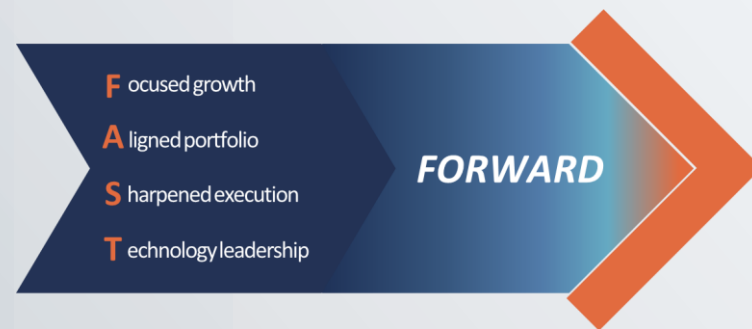 Focused growth
Aligned portfolio
Sharpened execution
Technology leadership
FORWARD